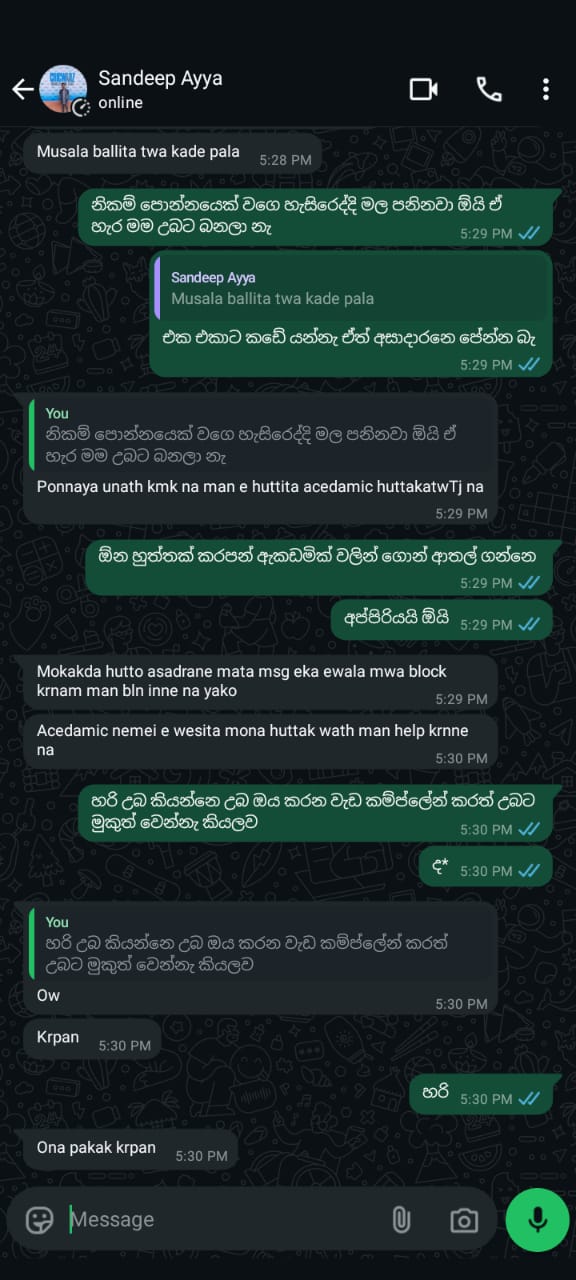 Sandeep Ayya
online
Musala ballita twa kade pala 5:28 PM
නිකම් පොන්නයෙක් වගෙ හැසිරෙද්දි මල පනිනවා ඕයි ඒ
හැර මම උබට බනලා නෑ 5:29 PM
Sandeep Ayya
Musala ballita twa kade pala
එක එකාට කඩේ යන්නැ ඒත් අසාදාරනෙ පේන්න බැ
5:29 PM
You
නිකම් පොන්නයෙක් වගෙ හැසිරෙද්දි මල පනිනවා ඕයි ඒ
හැර මම උබට බනලා නෑ
Ponnaya unath kmk na man e huttita acedamic huttakatwTj na
5:29 PM
ඕන හුත්තක් කරපන් ඇකඩමික් වලින් ගොන් ආතල් ගන්නෙ
5:29 PM
අප්පිරියයි ඕයි 5:29 PM
Mokakda hutto asadrane mata msg eka ewala mwa block
krnam man bln inne na yako
5:29 PM
Acedamic nemei e wesita mona huttak wath man help krnne
na
5:30 PM
හරි උබ කියන්නෙ උබ ඔය කරන වැඩ කම්ප්ලේන් කරත් උබට
මුකුත් වෙන්නැ කියලව 5:30 PM
ද* 5:30 PM
You
හරි උබ කියන්නෙ උබ ඔය කරන වැඩ කම්ප්ලේන් කරත්
උබට මුකුත් වෙන්නැ කියලව
Ow
5:30 PM
Krpan 5:30 PM
හරි 5:30 PM
Ona pakak krpan 5:30 PM
Message